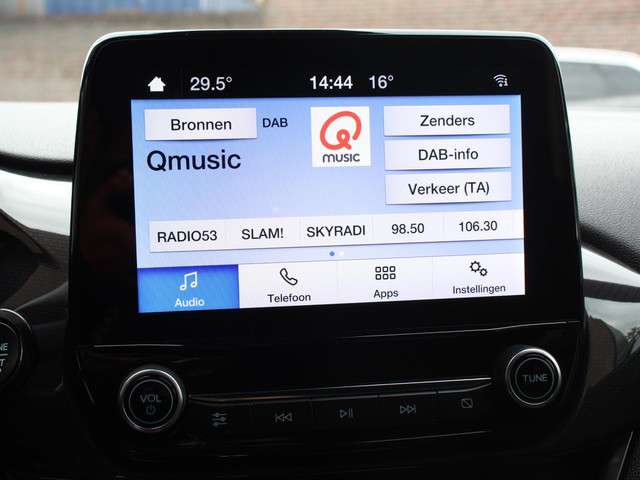 29.5° 14:44 16°
Bronnen DAB
Q
MUSIC
Zenders
Qmusic
DAB-info
Verkeer (TA)
RADIO53 SLAM! SKYRADI 98.50 106.30
Audio Telefoon Apps Instellingen
VOL
TUNE